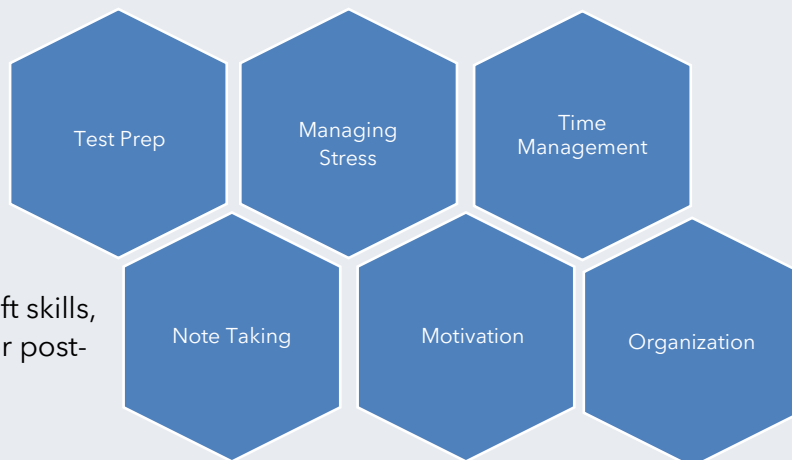 Test Prep
Managing
Stress
Time
Management
ft skills,
r post-
Note Taking
Motivation
Organization